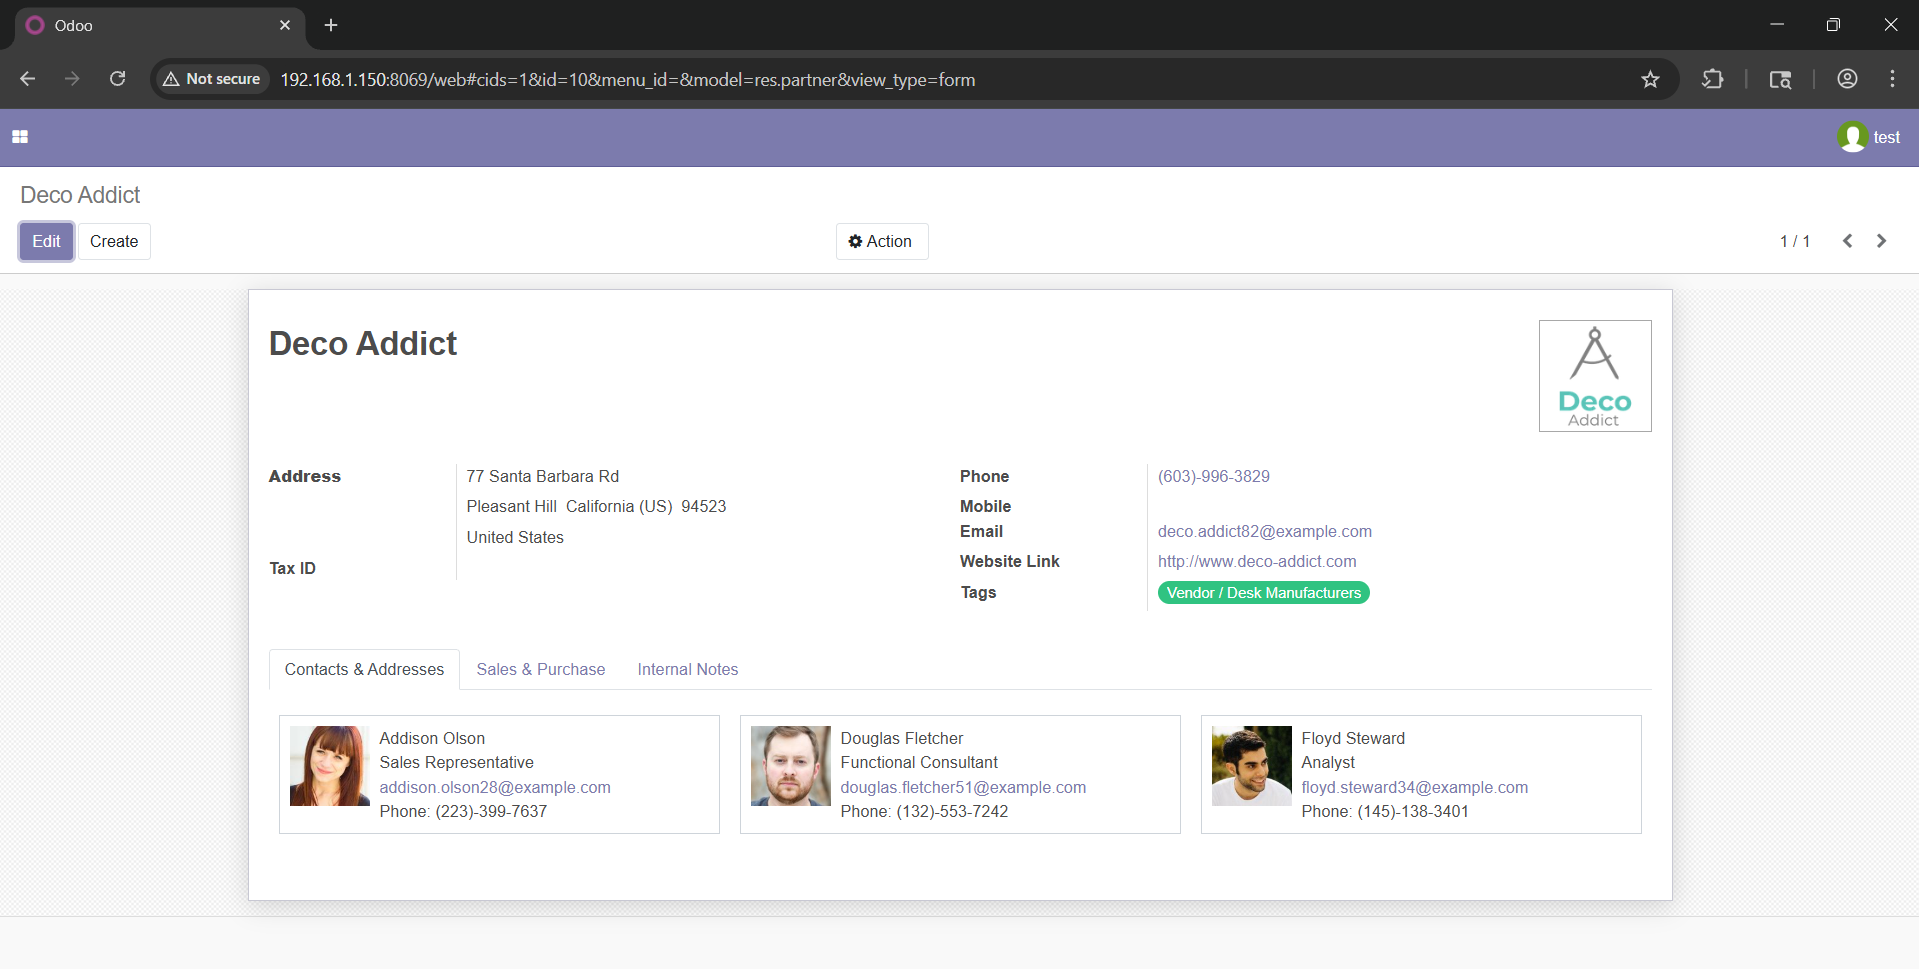 Odoo
Not secure 192.168.1.150:8069/web#cids=1&id=10&menu_id=&model=res.partner&view_type=form
test
Deco Addict
Edit Create Action 1 / 1
Deco Addict
Deco
Addict
Address 77 Santa Barbara Rd
Pleasant Hill California (US) 94523
United States
Tax ID
Phone (603)-996-3829
Mobile
Email deco.addict82@example.com
Website Link http://www.deco-addict.com
Tags Vendor / Desk Manufacturers
Contacts & Addresses Sales & Purchase Internal Notes
Addison Olson
Sales Representative
addison.olson28@example.com
Phone: (223)-399-7637
Douglas Fletcher
Functional Consultant
douglas.fletcher51@example.com
Phone: (132)-553-7242
Floyd Steward
Analyst
floyd.steward34@example.com
Phone: (145)-138-3401